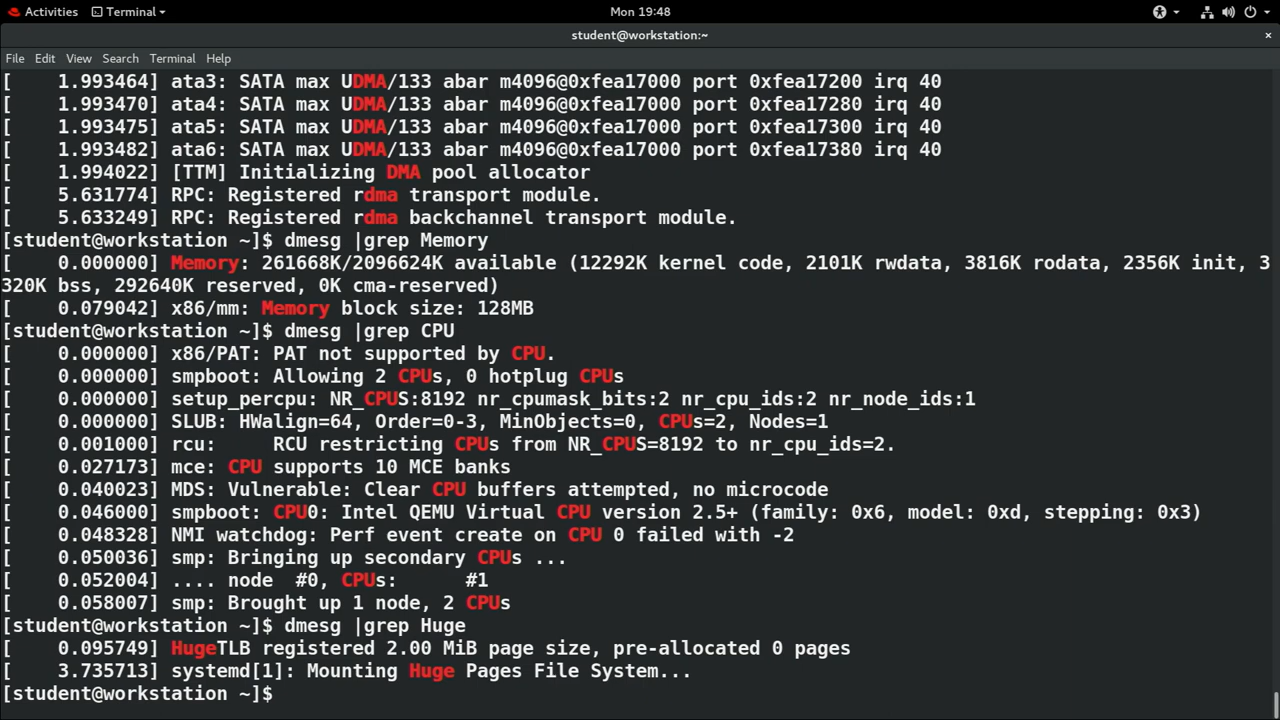 Activities Terminal Mon 19:48
student@workstation:~ ×
File Edit View Search Terminal Help
[    1.993464] ata3: SATA max UDMA/133 abar m4096@0xfea17000 port 0xfea17200 irq 40
[    1.993470] ata4: SATA max UDMA/133 abar m4096@0xfea17000 port 0xfea17280 irq 40
[    1.993475] ata5: SATA max UDMA/133 abar m4096@0xfea17000 port 0xfea17300 irq 40
[    1.993482] ata6: SATA max UDMA/133 abar m4096@0xfea17000 port 0xfea17380 irq 40
[    1.994022] [TTM] Initializing DMA pool allocator
[    5.631774] RPC: Registered rdma transport module.
[    5.633249] RPC: Registered rdma backchannel transport module.
[student@workstation ~]$ dmesg |grep Memory
[    0.000000] Memory: 261668K/2096624K available (12292K kernel code, 2101K rwdata, 3816K rodata, 2356K init, 3
320K bss, 292640K reserved, 0K cma-reserved)
[    0.079042] x86/mm: Memory block size: 128MB
[student@workstation ~]$ dmesg |grep CPU
[    0.000000] x86/PAT: PAT not supported by CPU.
[    0.000000] smpboot: Allowing 2 CPUs, 0 hotplug CPUs
[    0.000000] setup_percpu: NR_CPUS:8192 nr_cpumask_bits:2 nr_cpu_ids:2 nr_node_ids:1
[    0.000000] SLUB: HWalign=64, Order=0-3, MinObjects=0, CPUs=2, Nodes=1
[    0.001000] rcu:     RCU restricting CPUs from NR_CPUS=8192 to nr_cpu_ids=2.
[    0.027173] mce: CPU supports 10 MCE banks
[    0.040023] MDS: Vulnerable: Clear CPU buffers attempted, no microcode
[    0.046000] smpboot: CPU0: Intel QEMU Virtual CPU version 2.5+ (family: 0x6, model: 0xd, stepping: 0x3)
[    0.048328] NMI watchdog: Perf event create on CPU 0 failed with -2
[    0.050036] smp: Bringing up secondary CPUs ...
[    0.052004] .... node  #0, CPUs:      #1
[    0.058007] smp: Brought up 1 node, 2 CPUs
[student@workstation ~]$ dmesg |grep Huge
[    0.095749] HugeTLB registered 2.00 MiB page size, pre-allocated 0 pages
[    3.735713] systemd[1]: Mounting Huge Pages File System...
[student@workstation ~]$